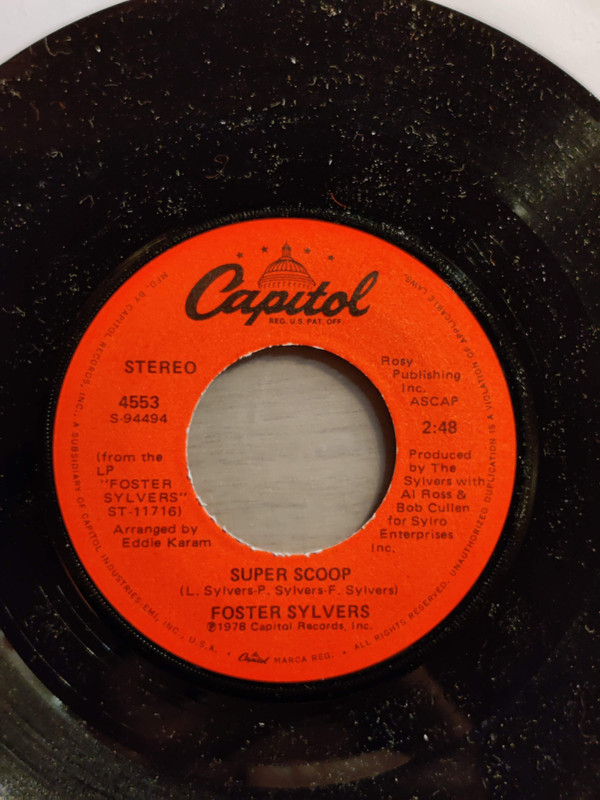 Capitol
REG. U.S. PAT. OFF.
STEREO
4553
S-94494
(from the
LP
"FOSTER
SYLVERS"
ST-11716)
Arranged by
Eddie Karam
Rosy
Publishing
Inc.
ASCAP
2:48
Produced
by The
Sylvers with
Al Ross &
Bob Cullen
for Sylro
Enterprises
Inc.
SUPER SCOOP
(L. Sylvers-P. Sylvers-F. Sylvers)
FOSTER SYLVERS
℗1978 Capitol Records, Inc.
MFD. BY CAPITOL RECORDS, INC., A SUBSIDIARY OF CAPITOL INDUSTRIES-EMI, INC., U.S.A. • Capitol MARCA REG. • ALL RIGHTS RESERVED. UNAUTHORIZED DUPLICATION IS A VIOLATION OF APPLICABLE LAWS.